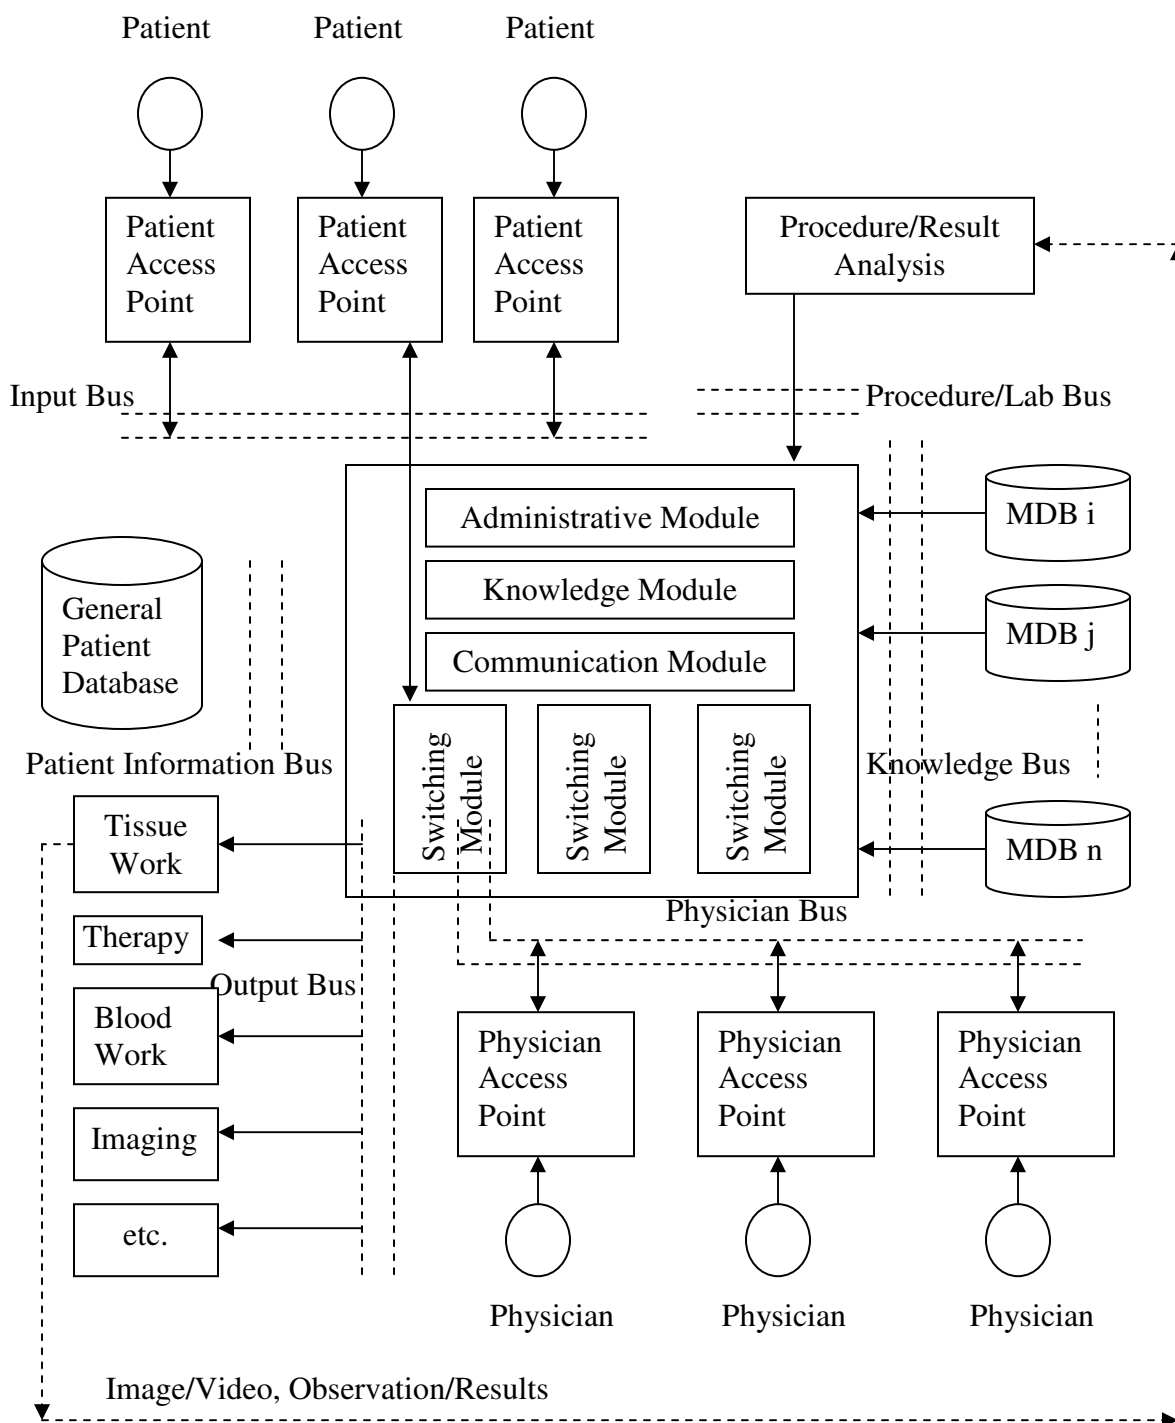 Patient
Patient
Patient
Patient
Access
Point
Patient
Access
Point
Patient
Access
Point
Procedure/Result
Analysis
Input Bus
Procedure/Lab Bus
Administrative Module
Knowledge Module
Communication Module
MDB i
MDB j
General
Patient
Database
Patient Information Bus
Switching
Module
Switching
Module
Switching
Module
Knowledge Bus
MDB n
Tissue
Work
Physician Bus
Therapy
Output Bus
Blood
Work
Imaging
etc.
Physician
Access
Point
Physician
Access
Point
Physician
Access
Point
Physician
Physician
Physician
Image/Video, Observation/Results